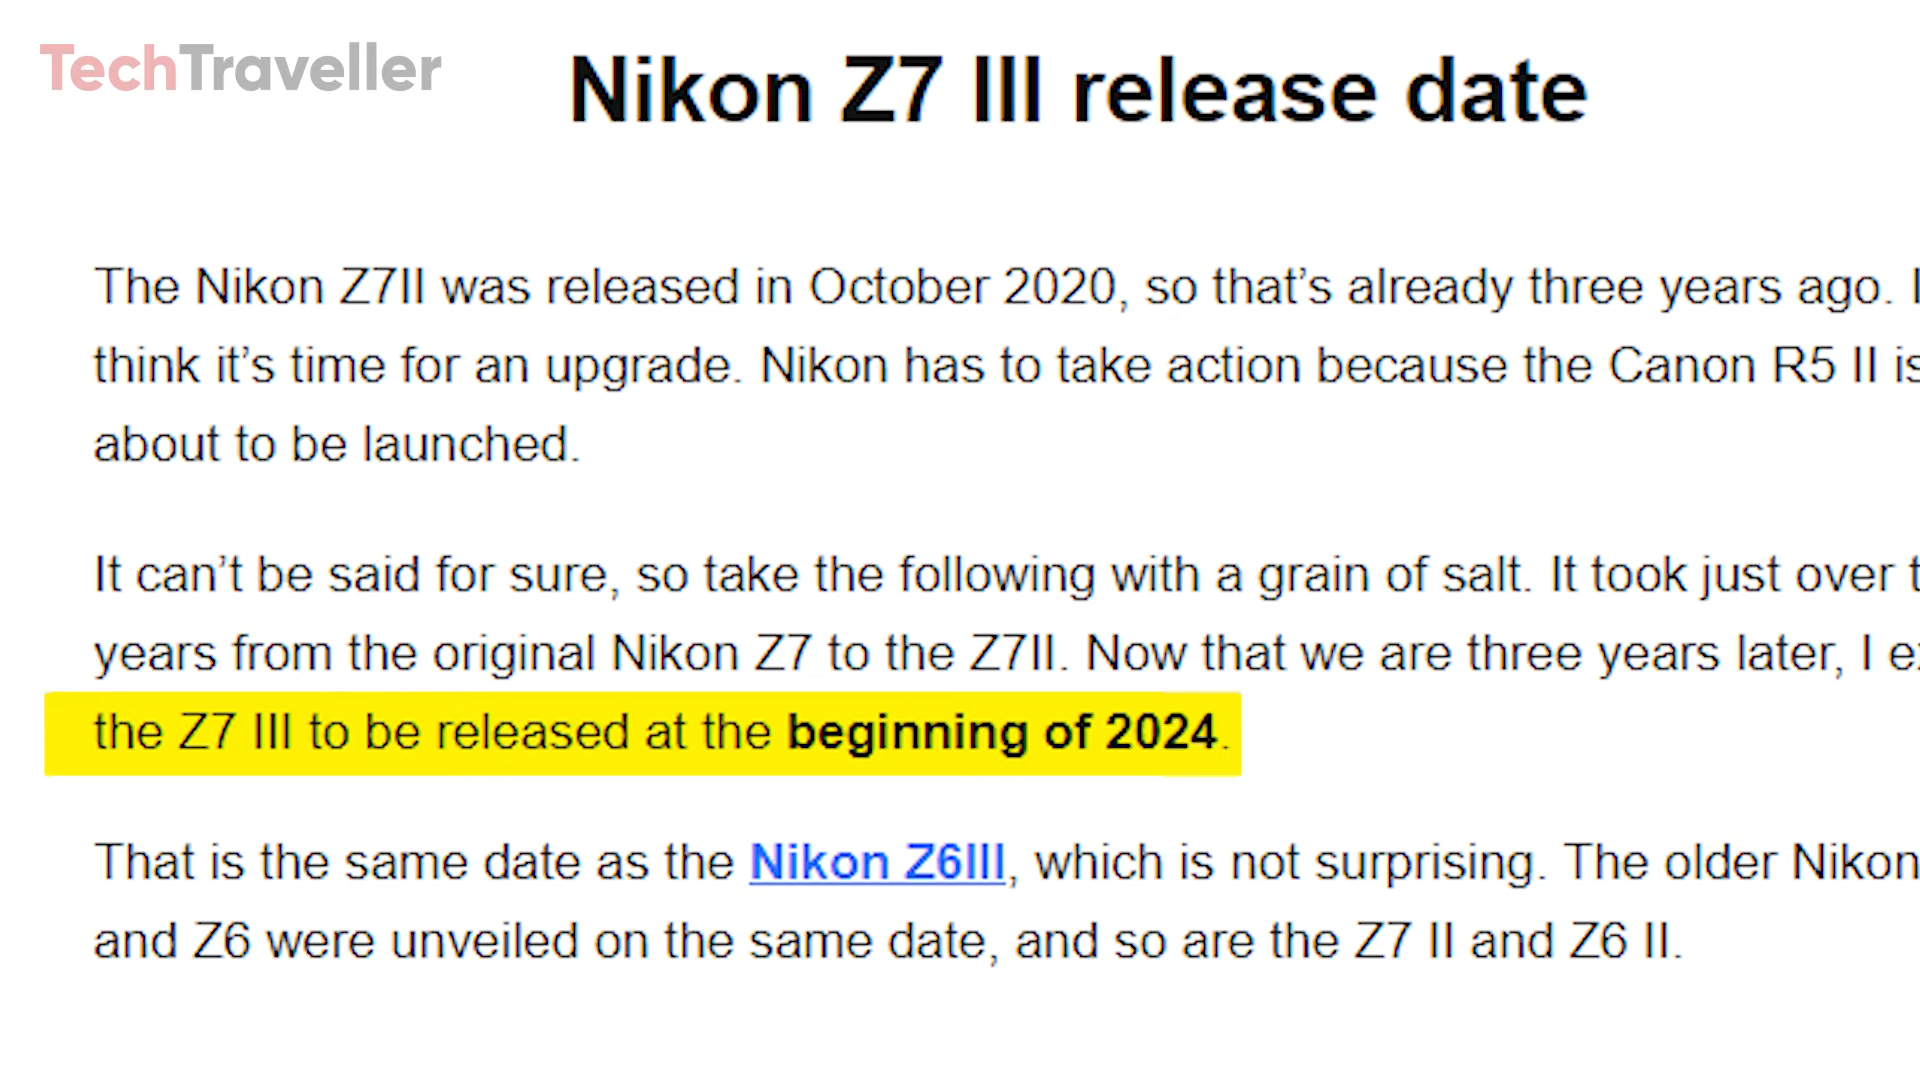 TechTraveller
Nikon Z7 III release date
The Nikon Z7II was released in October 2020, so that’s already three years ago. I
think it’s time for an upgrade. Nikon has to take action because the Canon R5 II is
about to be launched.
It can’t be said for sure, so take the following with a grain of salt. It took just over
years from the original Nikon Z7 to the Z7II. Now that we are three years later, I
the Z7 III to be released at the beginning of 2024.
That is the same date as the Nikon Z6III, which is not surprising. The older Nikon
and Z6 were unveiled on the same date, and so are the Z7 II and Z6 II.